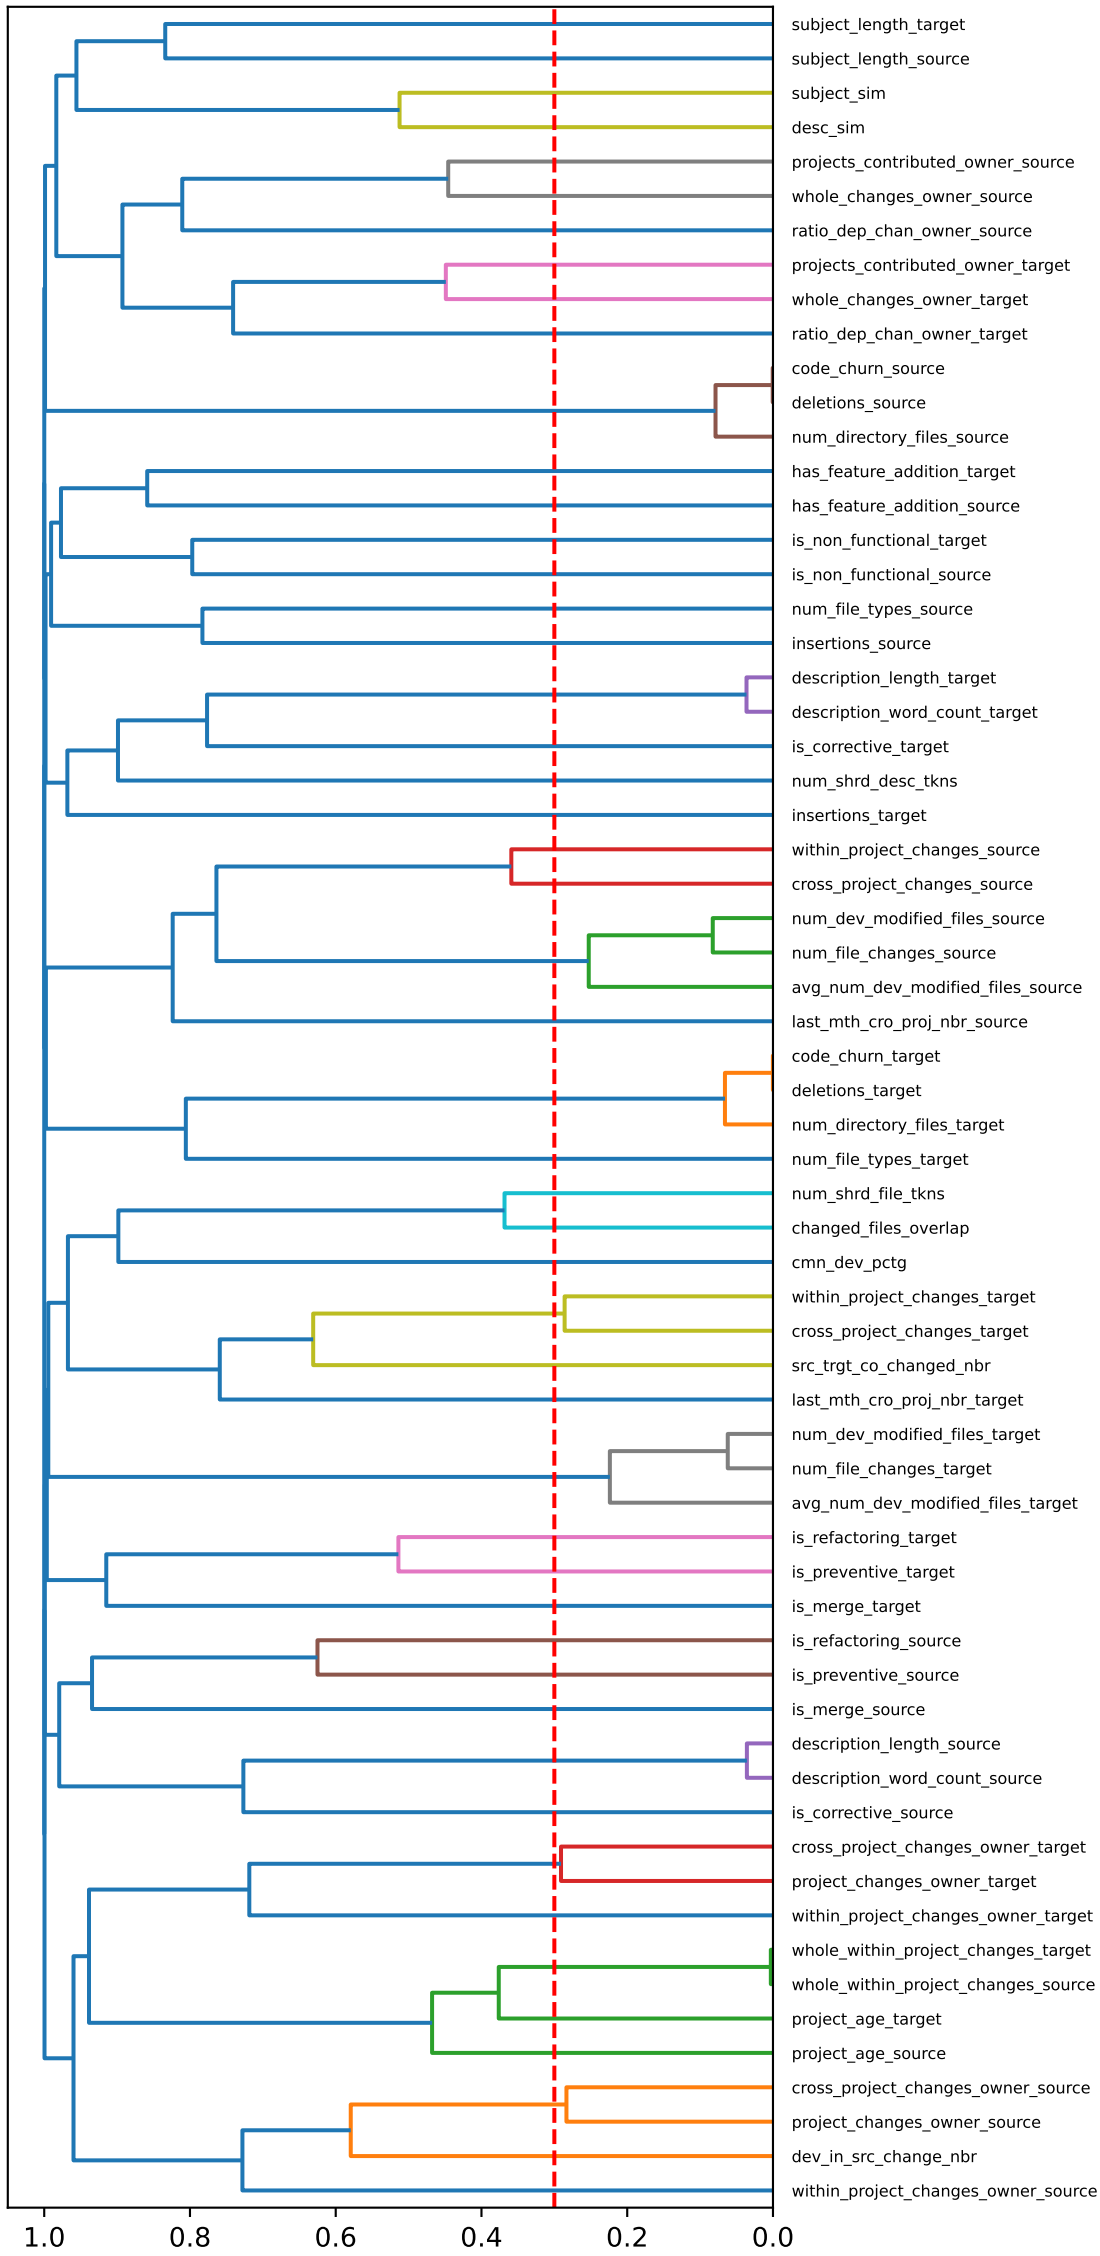 subject_length_target
subject_length_source
subject_sim
desc_sim
projects_contributed_owner_source
whole_changes_owner_source
ratio_dep_chan_owner_source
projects_contributed_owner_target
whole_changes_owner_target
ratio_dep_chan_owner_target
code_churn_source
deletions_source
num_directory_files_source
has_feature_addition_target
has_feature_addition_source
is_non_functional_target
is_non_functional_source
num_file_types_source
insertions_source
description_length_target
description_word_count_target
is_corrective_target
num_shrd_desc_tkns
insertions_target
within_project_changes_source
cross_project_changes_source
num_dev_modified_files_source
num_file_changes_source
avg_num_dev_modified_files_source
last_mth_cro_proj_nbr_source
code_churn_target
deletions_target
num_directory_files_target
num_file_types_target
num_shrd_file_tkns
changed_files_overlap
cmn_dev_pctg
within_project_changes_target
cross_project_changes_target
src_trgt_co_changed_nbr
last_mth_cro_proj_nbr_target
num_dev_modified_files_target
num_file_changes_target
avg_num_dev_modified_files_target
is_refactoring_target
is_preventive_target
is_merge_target
is_refactoring_source
is_preventive_source
is_merge_source
description_length_source
description_word_count_source
is_corrective_source
cross_project_changes_owner_target
project_changes_owner_target
within_project_changes_owner_target
whole_within_project_changes_target
whole_within_project_changes_source
project_age_target
project_age_source
cross_project_changes_owner_source
project_changes_owner_source
dev_in_src_change_nbr
within_project_changes_owner_source
1.0 0.8 0.6 0.4 0.2 0.0